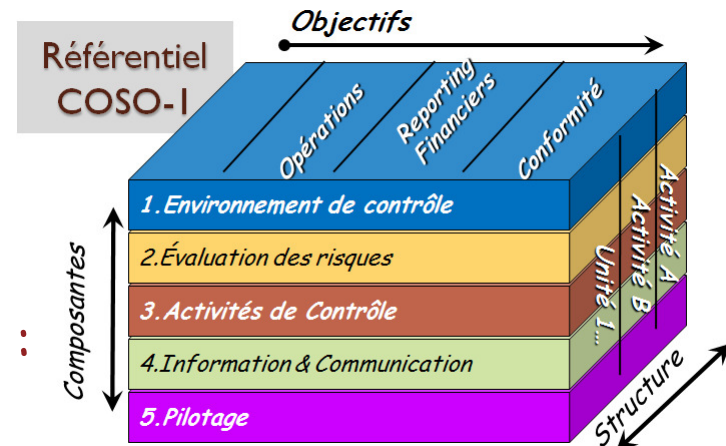 Référentiel
COSO-I
Objectifs
Opérations
Reporting
Financiers
Conformité
Composantes
1.Environnement de contrôle
2.Évaluation des risques
3.Activités de Contrôle
4.Information & Communication
5.Pilotage
Unité 1...
Activité B
Activité A
Structure
: